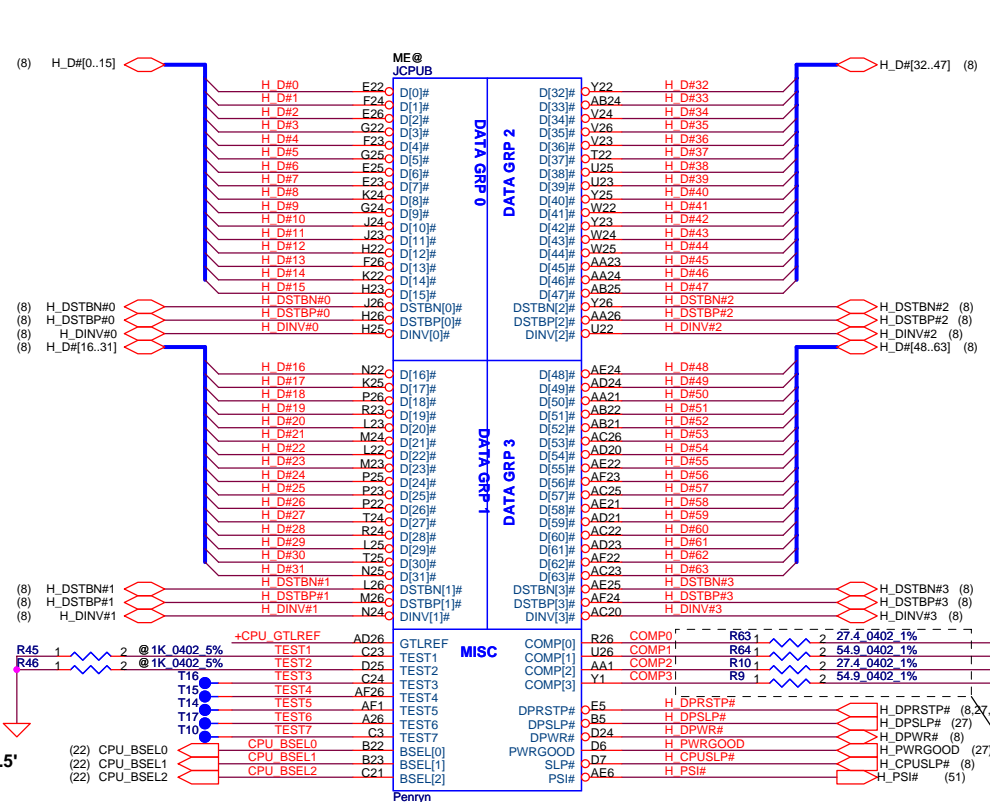 ME@
JCPUB
(8) H_D#[0..15] H_D#[32..47] (8)
H_D#0 E22 D[0]# D[32]# Y22 H_D#32
H_D#1 F24 D[1]# D[33]# AB24 H_D#33
H_D#2 E26 D[2]# D[34]# V24 H_D#34
H_D#3 G22 D[3]# D[35]# V26 H_D#35
H_D#4 F23 D[4]# D[36]# V23 H_D#36
H_D#5 G25 D[5]# D[37]# T22 H_D#37
H_D#6 E25 D[6]# D[38]# U25 H_D#38
H_D#7 E23 D[7]# D[39]# U23 H_D#39
H_D#8 K24 D[8]# D[40]# Y25 H_D#40
H_D#9 G24 D[9]# D[41]# W22 H_D#41
H_D#10 J24 D[10]# D[42]# Y23 H_D#42
H_D#11 J23 D[11]# D[43]# W24 H_D#43
H_D#12 H22 D[12]# D[44]# W25 H_D#44
H_D#13 F26 D[13]# D[45]# AA23 H_D#45
H_D#14 K22 D[14]# D[46]# AA24 H_D#46
H_D#15 H23 D[15]# D[47]# AB25 H_D#47
DATA GRP 0
DATA GRP 2
(8) H_DSTBN#0 H_DSTBN#0 J26 DSTBN[0]# DSTBN[2]# Y26 H_DSTBN#2 H_DSTBN#2 (8)
(8) H_DSTBP#0 H_DSTBP#0 H26 DSTBP[0]# DSTBP[2]# AA26 H_DSTBP#2 H_DSTBP#2 (8)
(8) H_DINV#0 H_DINV#0 H25 DINV[0]# DINV[2]# U22 H_DINV#2 H_DINV#2 (8)
(8) H_D#[16..31] H_D#[48..63] (8)
H_D#16 N22 D[16]# D[48]# AE24 H_D#48
H_D#17 K25 D[17]# D[49]# AD24 H_D#49
H_D#18 P26 D[18]# D[50]# AA21 H_D#50
H_D#19 R23 D[19]# D[51]# AB22 H_D#51
H_D#20 L23 D[20]# D[52]# AB21 H_D#52
H_D#21 M24 D[21]# D[53]# AC26 H_D#53
H_D#22 L22 D[22]# D[54]# AD20 H_D#54
H_D#23 M23 D[23]# D[55]# AE22 H_D#55
H_D#24 P25 D[24]# D[56]# AF23 H_D#56
H_D#25 P23 D[25]# D[57]# AC25 H_D#57
H_D#26 P22 D[26]# D[58]# AE21 H_D#58
H_D#27 T24 D[27]# D[59]# AD21 H_D#59
H_D#28 R24 D[28]# D[60]# AC22 H_D#60
H_D#29 L25 D[29]# D[61]# AD23 H_D#61
H_D#30 T25 D[30]# D[62]# AF22 H_D#62
H_D#31 N25 D[31]# D[63]# AC23 H_D#63
DATA GRP 1
DATA GRP 3
(8) H_DSTBN#1 H_DSTBN#1 L26 DSTBN[1]# DSTBN[3]# AE25 H_DSTBN#3 H_DSTBN#3 (8)
(8) H_DSTBP#1 H_DSTBP#1 M26 DSTBP[1]# DSTBP[3]# AF24 H_DSTBP#3 H_DSTBP#3 (8)
(8) H_DINV#1 H_DINV#1 N24 DINV[1]# DINV[3]# AC20 H_DINV#3 H_DINV#3 (8)
+CPU_GTLREF AD26 GTLREF COMP[0] R26 COMP0 R63 1 2 27.4_0402_1%
R45 1 2 @1K_0402_5% TEST1 C23 TEST1 COMP[1] U26 COMP1 R64 1 2 54.9_0402_1%
R46 1 2 @1K_0402_5% TEST2 D25 TEST2 COMP[2] AA1 COMP2 R10 1 2 27.4_0402_1%
T16 TEST3 C24 TEST3 COMP[3] Y1 COMP3 R9 1 2 54.9_0402_1%
MISC
T15 TEST4 AF26 TEST4
T14 TEST5 AF1 TEST5 DPRSTP# E5 H_DPRSTP# H_DPRSTP# (8,27,
T17 TEST6 A26 TEST6 DPSLP# B5 H_DPSLP# H_DPSLP# (27)
T10 TEST7 C3 TEST7 DPWR# D24 H_DPWR# H_DPWR# (8)
(22) CPU_BSEL0 CPU_BSEL0 B22 BSEL[0] PWRGOOD D6 H_PWRGOOD H_PWRGOOD (27)
(22) CPU_BSEL1 CPU_BSEL1 B23 BSEL[1] SLP# D7 H_CPUSLP# H_CPUSLP# (8)
(22) CPU_BSEL2 CPU_BSEL2 C21 BSEL[2] PSI# AE6 H_PSI# H_PSI# (51)
.5'
Penryn